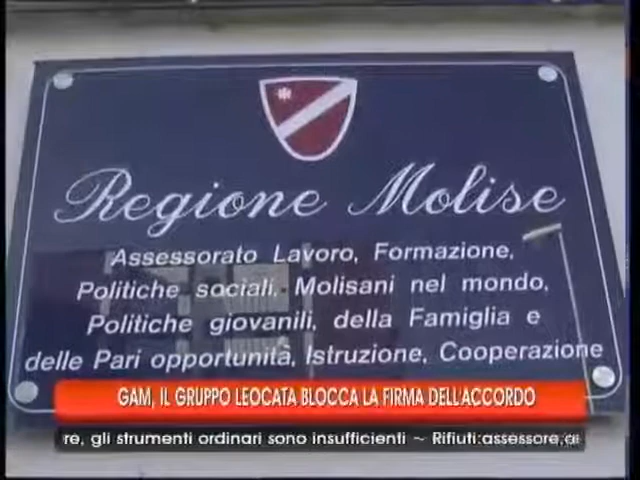 Regione Molise
Assessorato Lavoro, Formazione,
Politiche sociali, Molisani nel mondo,
Politiche giovanili, della Famiglia e
delle Pari opportunità, Istruzione, Cooperazione
GAM, IL GRUPPO LEOCATA BLOCCA LA FIRMA DELL'ACCORDO
re, gli strumenti ordinari sono insufficienti ~ Rifiuti:assessore,